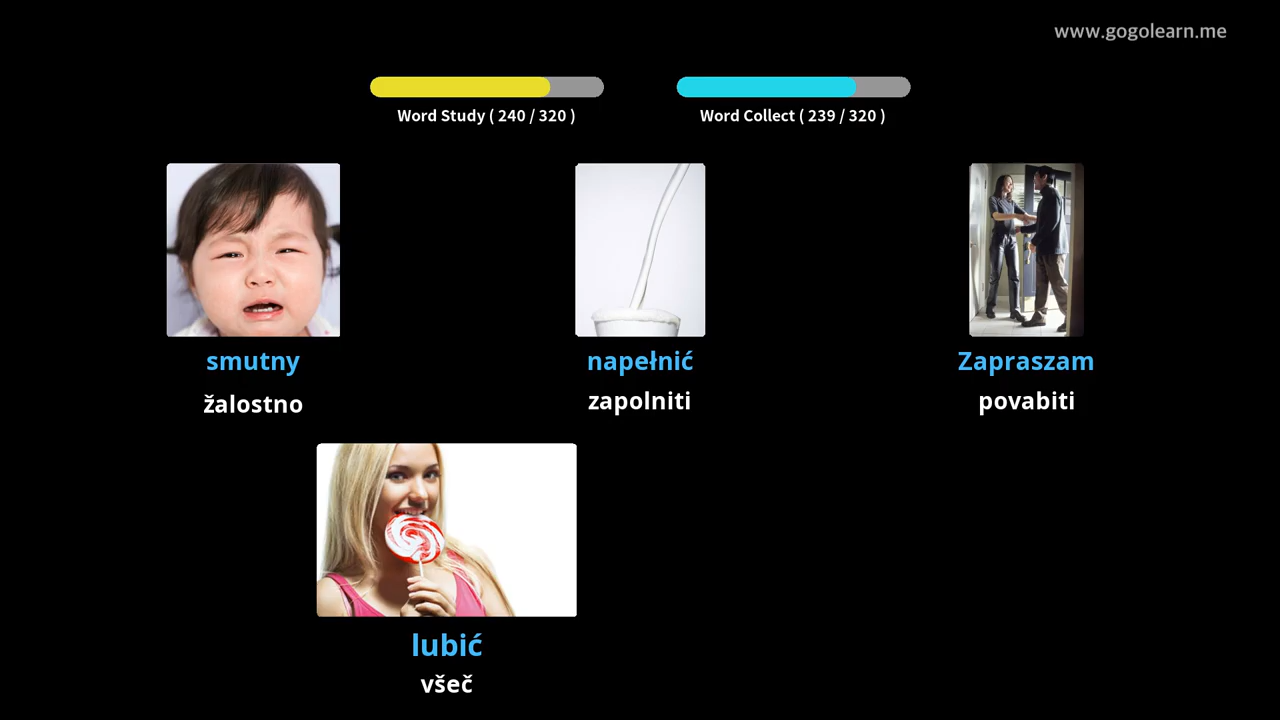 www.gogolearn.me
Word Study ( 240 / 320 )
Word Collect ( 239 / 320 )
smutny
žalostno
napełnić
zapolniti
Zapraszam
povabiti
lubić
všeč